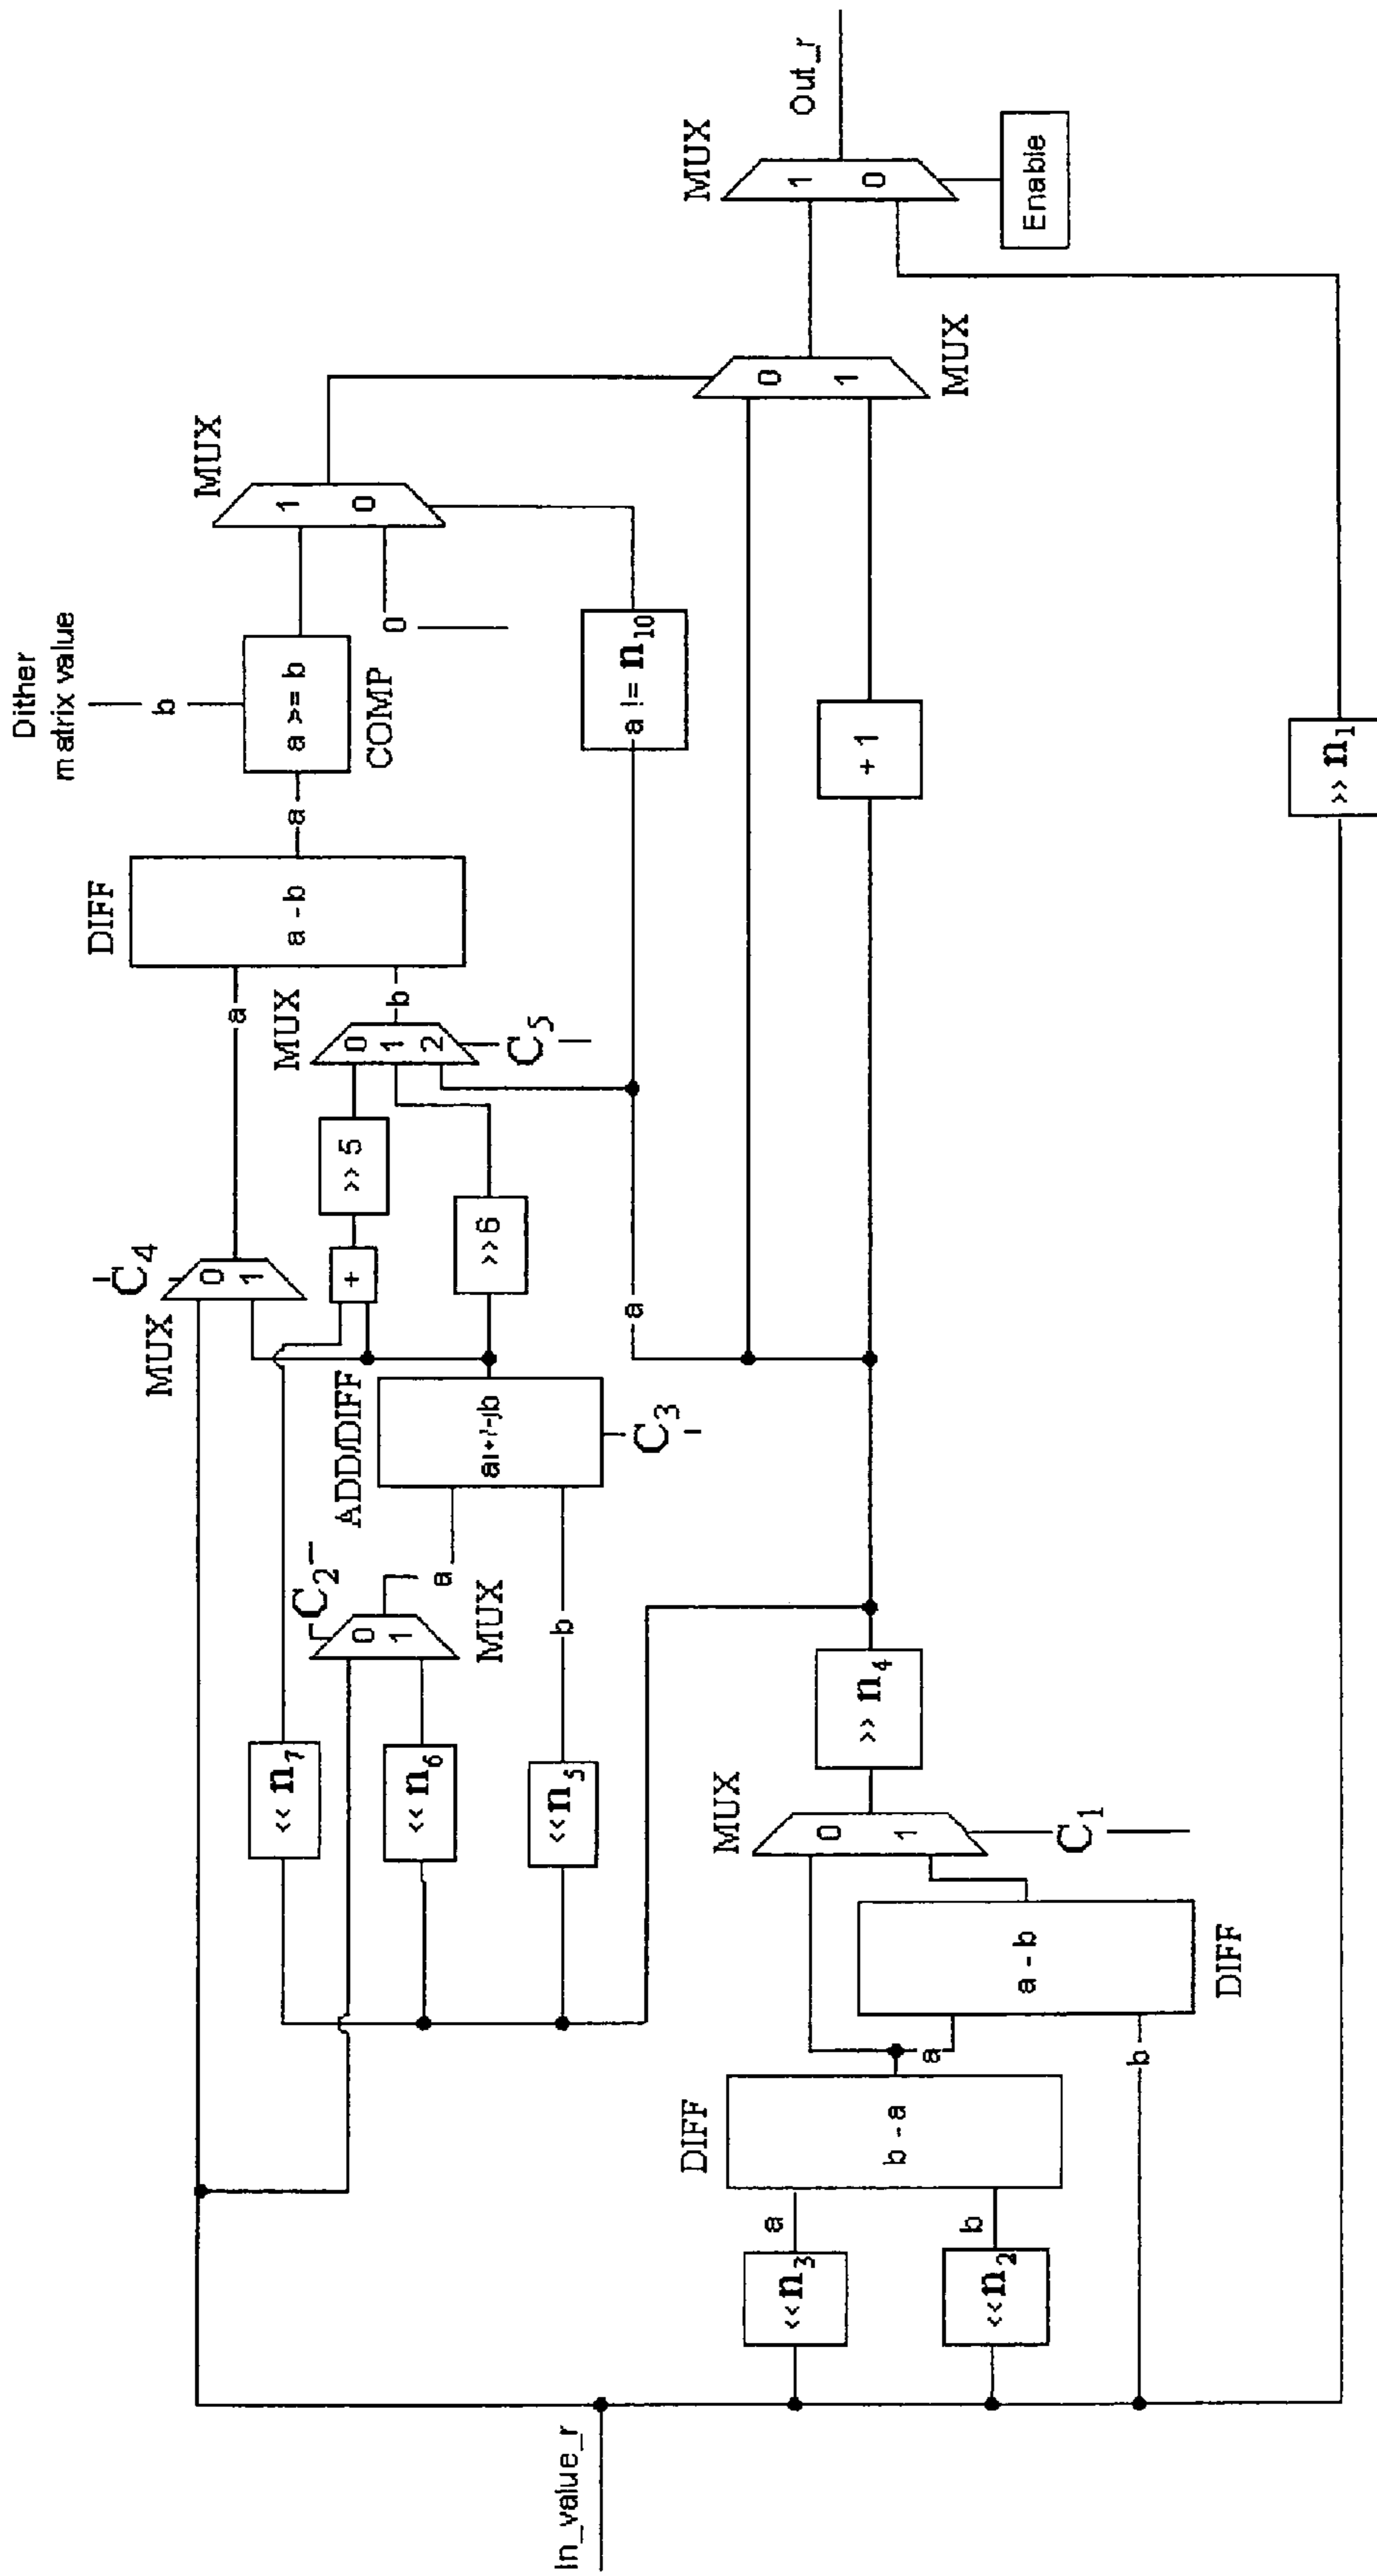 In_value_r
<< n3
<< n2
a
b
DIFF
b - a
a
b
a - b
DIFF
MUX
0
1
C1
>> n4
<< n7
<< n6
<< n5
C2
0
1
MUX
a
b
ADD/DIFF
a+/-b
C3
MUX
C4
0
1
+
>> 5
>>6
a
MUX
0
1
2
C5
a
b
DIFF
a - b
a
Dither
matrix value
b
a >= b
COMP
0
a != n10
+ 1
>> n1
MUX
1
0
0
1
MUX
MUX
1
0
Enable
Out_r